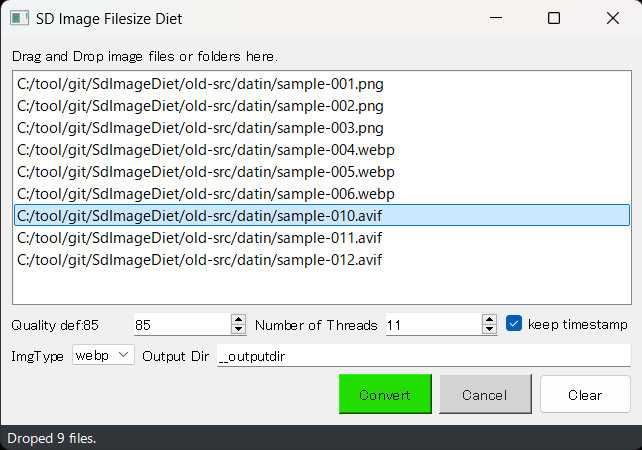 SD Image Filesize Diet
Drag and Drop image files or folders here.
C:/tool/git/SdImageDiet/old-src/datin/sample-001.png
C:/tool/git/SdImageDiet/old-src/datin/sample-002.png
C:/tool/git/SdImageDiet/old-src/datin/sample-003.png
C:/tool/git/SdImageDiet/old-src/datin/sample-004.webp
C:/tool/git/SdImageDiet/old-src/datin/sample-005.webp
C:/tool/git/SdImageDiet/old-src/datin/sample-006.webp
C:/tool/git/SdImageDiet/old-src/datin/sample-010.avif
C:/tool/git/SdImageDiet/old-src/datin/sample-011.avif
C:/tool/git/SdImageDiet/old-src/datin/sample-012.avif
Quality def:85 85 Number of Threads 11 keep timestamp
ImgType webp Output Dir __outputdir
Convert Cancel Clear
Droped 9 files.